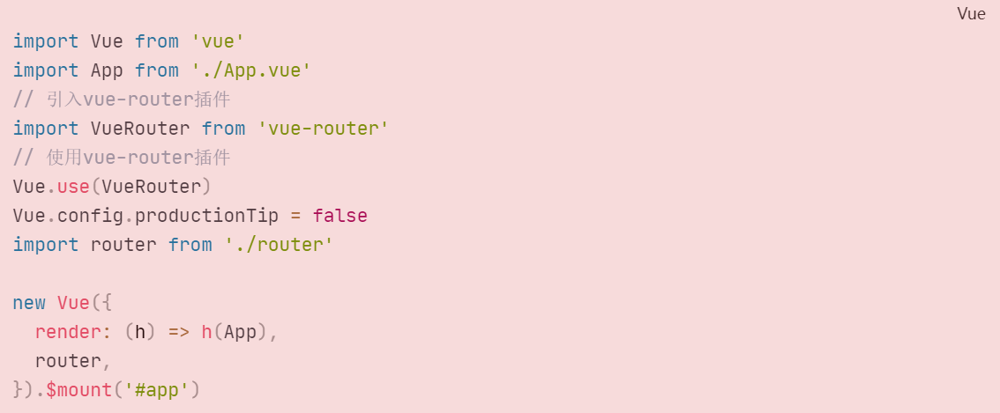 Vue
import Vue from 'vue'
import App from './App.vue'
// 引入vue-router插件
import VueRouter from 'vue-router'
// 使用vue-router插件
Vue.use(VueRouter)
Vue.config.productionTip = false
import router from './router'
new Vue({
  render: (h) => h(App),
  router,
}).$mount('#app')